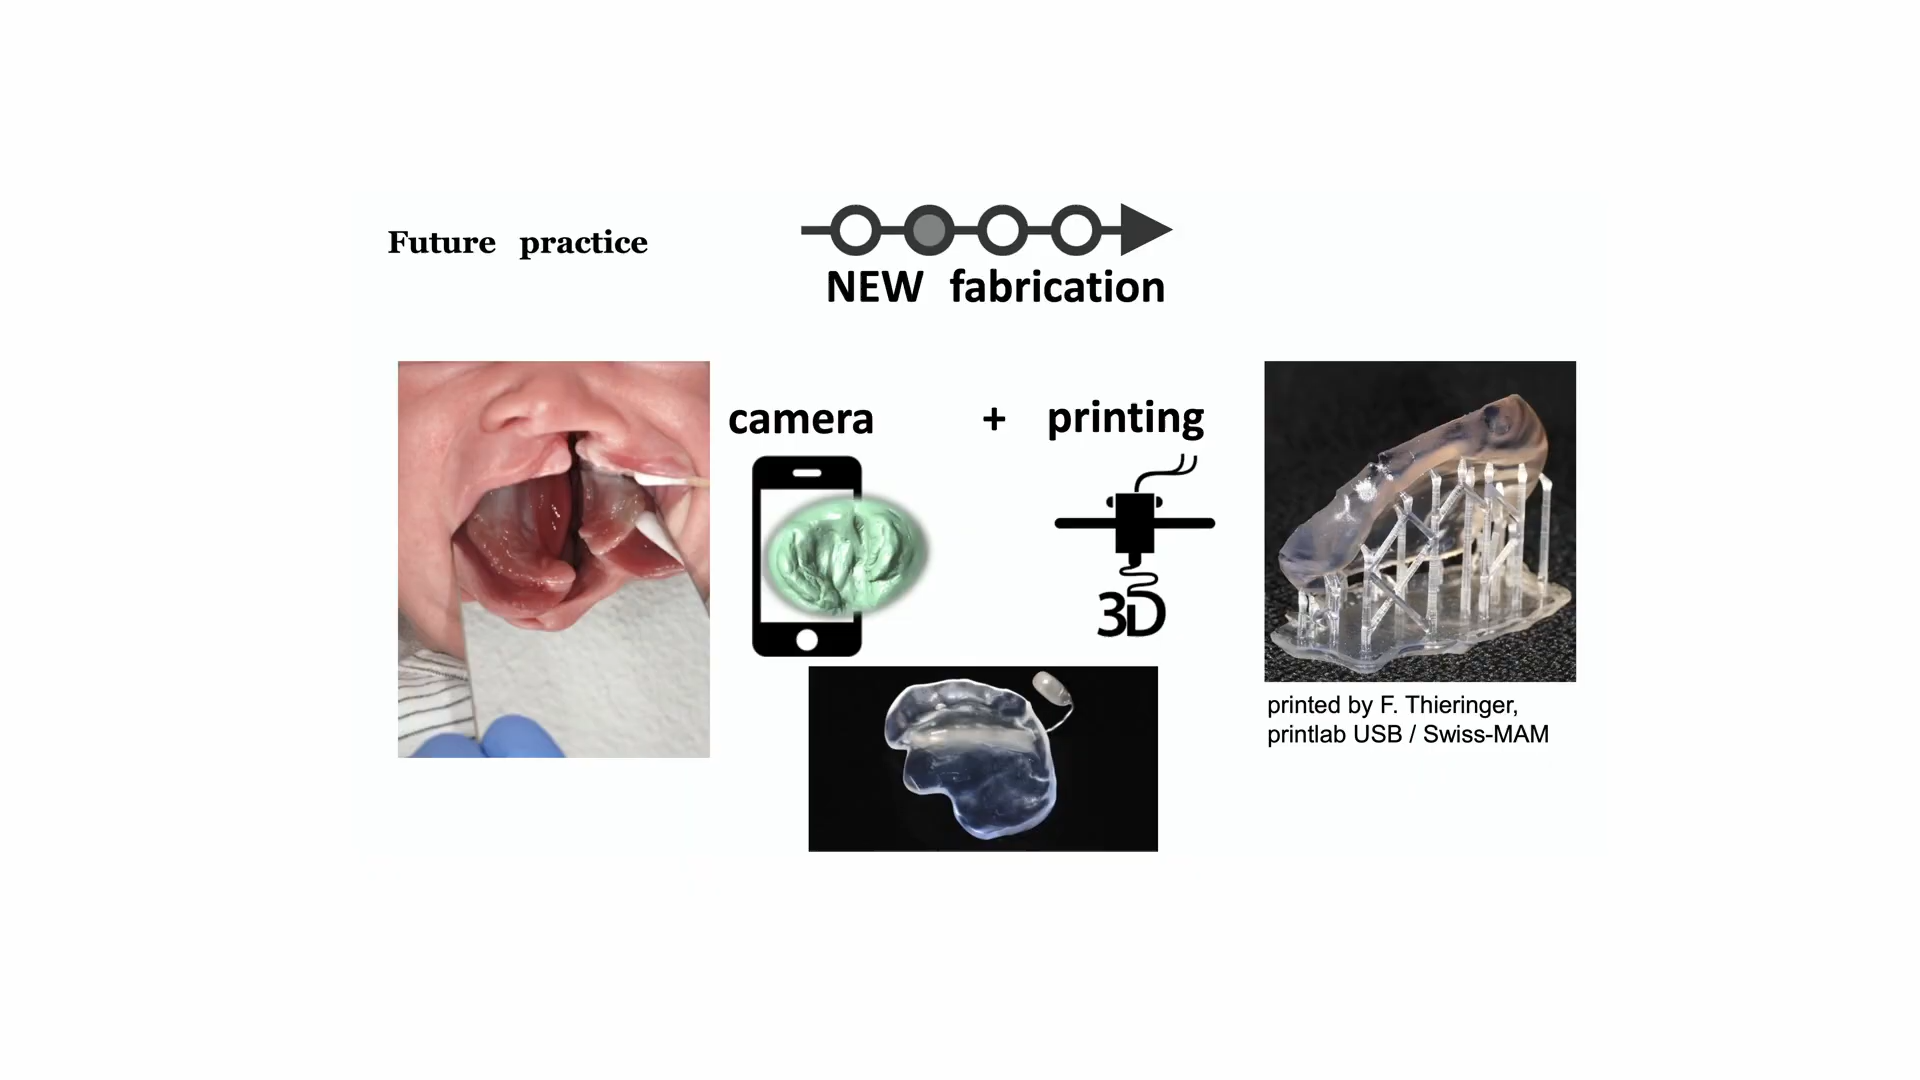 Future practice
NEW fabrication
camera + printing
3D
printed by F. Thieringer,
printlab USB / Swiss-MAM